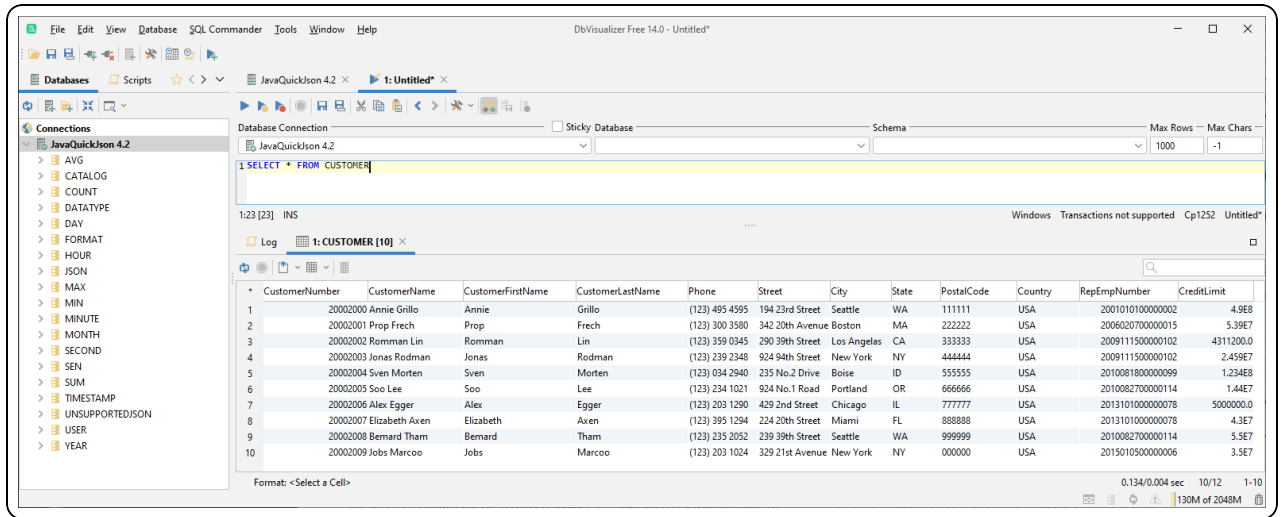 File Edit View Database SQL Commander Tools Window Help DbVisualizer Free 14.0 - Untitled*
Databases Scripts JavaQuickJson 4.2 1: Untitled*
Connections
JavaQuickJson 4.2
AVG
CATALOG
COUNT
DATATYPE
DAY
FORMAT
HOUR
JSON
MAX
MIN
MINUTE
MONTH
SECOND
SEN
SUM
TIMESTAMP
UNSUPPORTEDJSON
USER
YEAR
Database Connection Sticky Database Schema Max Rows Max Chars
JavaQuickJson 4.2 1000 -1
1 SELECT * FROM CUSTOMER
1:23 [23] INS Windows Transactions not supported Cp1252 Untitled*
Log 1: CUSTOMER [10]
* CustomerNumber CustomerName CustomerFirstName CustomerLastName Phone Street City State PostalCode Country RepEmpNumber CreditLimit
1 20002000 Annie Grillo Annie Grillo (123) 495 4595 194 23rd Street Seattle WA 111111 USA 2001010100000002 4.9E8
2 20002001 Prop Frech Prop Frech (123) 300 3580 342 20th Avenue Boston MA 222222 USA 2006020700000015 5.39E7
3 20002002 Romman Lin Romman Lin (123) 359 0345 290 39th Street Los Angelas CA 333333 USA 2009111500000102 4311200.0
4 20002003 Jonas Rodman Jonas Rodman (123) 239 2348 924 94th Street New York NY 444444 USA 2009111500000102 2.459E7
5 20002004 Sven Morten Sven Morten (123) 034 2940 235 No.2 Drive Boise ID 555555 USA 2010081800000099 1.234E8
6 20002005 Soo Lee Soo Lee (123) 234 1021 924 No.1 Road Portland OR 666666 USA 2010082700000114 1.44E7
7 20002006 Alex Egger Alex Egger (123) 203 1290 429 2nd Street Chicago IL 777777 USA 2013101000000078 5000000.0
8 20002007 Elizabeth Axen Elizabeth Axen (123) 395 1294 224 20th Street Miami FL 888888 USA 2013101000000078 4.3E7
9 20002008 Bernard Tham Bernard Tham (123) 235 2052 239 39th Street Seattle WA 999999 USA 2010082700000114 5.5E7
10 20002009 Jobs Marcoo Jobs Marcoo (123) 203 1024 329 21st Avenue New York NY 000000 USA 2015010500000006 3.5E7
Format: <Select a Cell> 0.134/0.004 sec 10/12 1-10
130M of 2048M